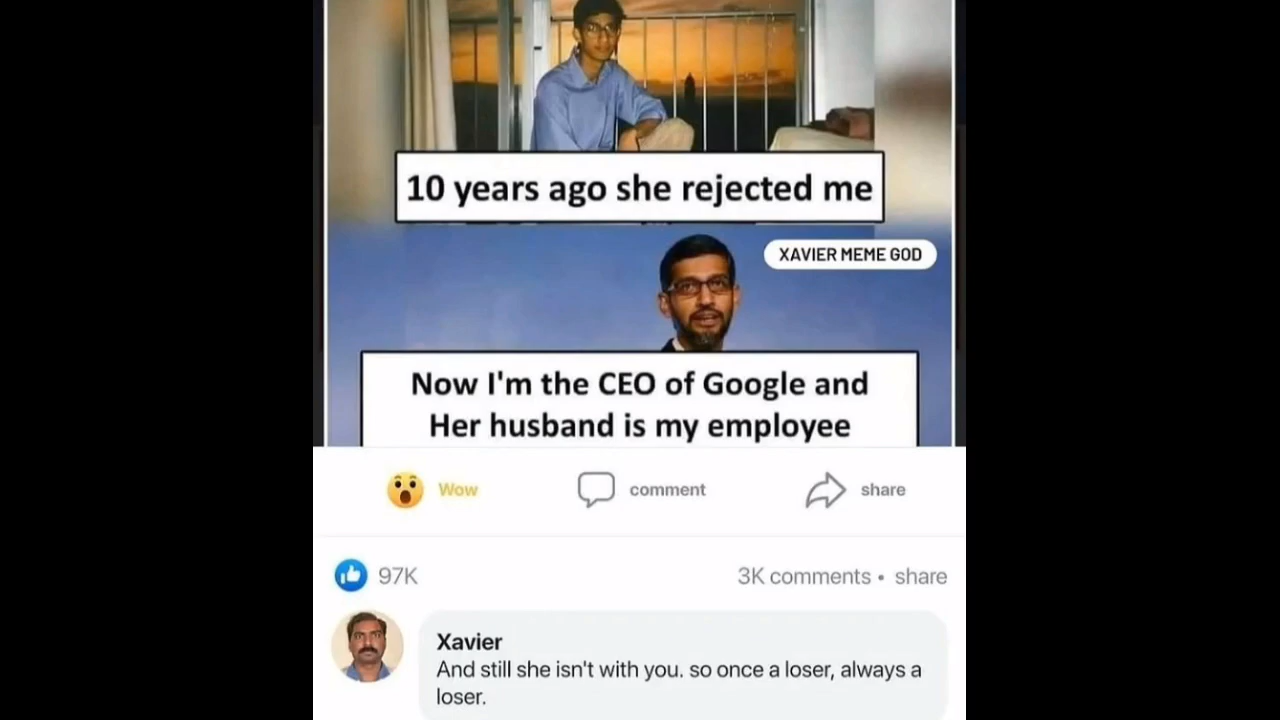 10 years ago she rejected me
XAVIER MEME GOD
Now I'm the CEO of Google and
Her husband is my employee
Wow
comment
share
97K
3K comments • share
Xavier
And still she isn't with you. so once a loser, always a
loser.